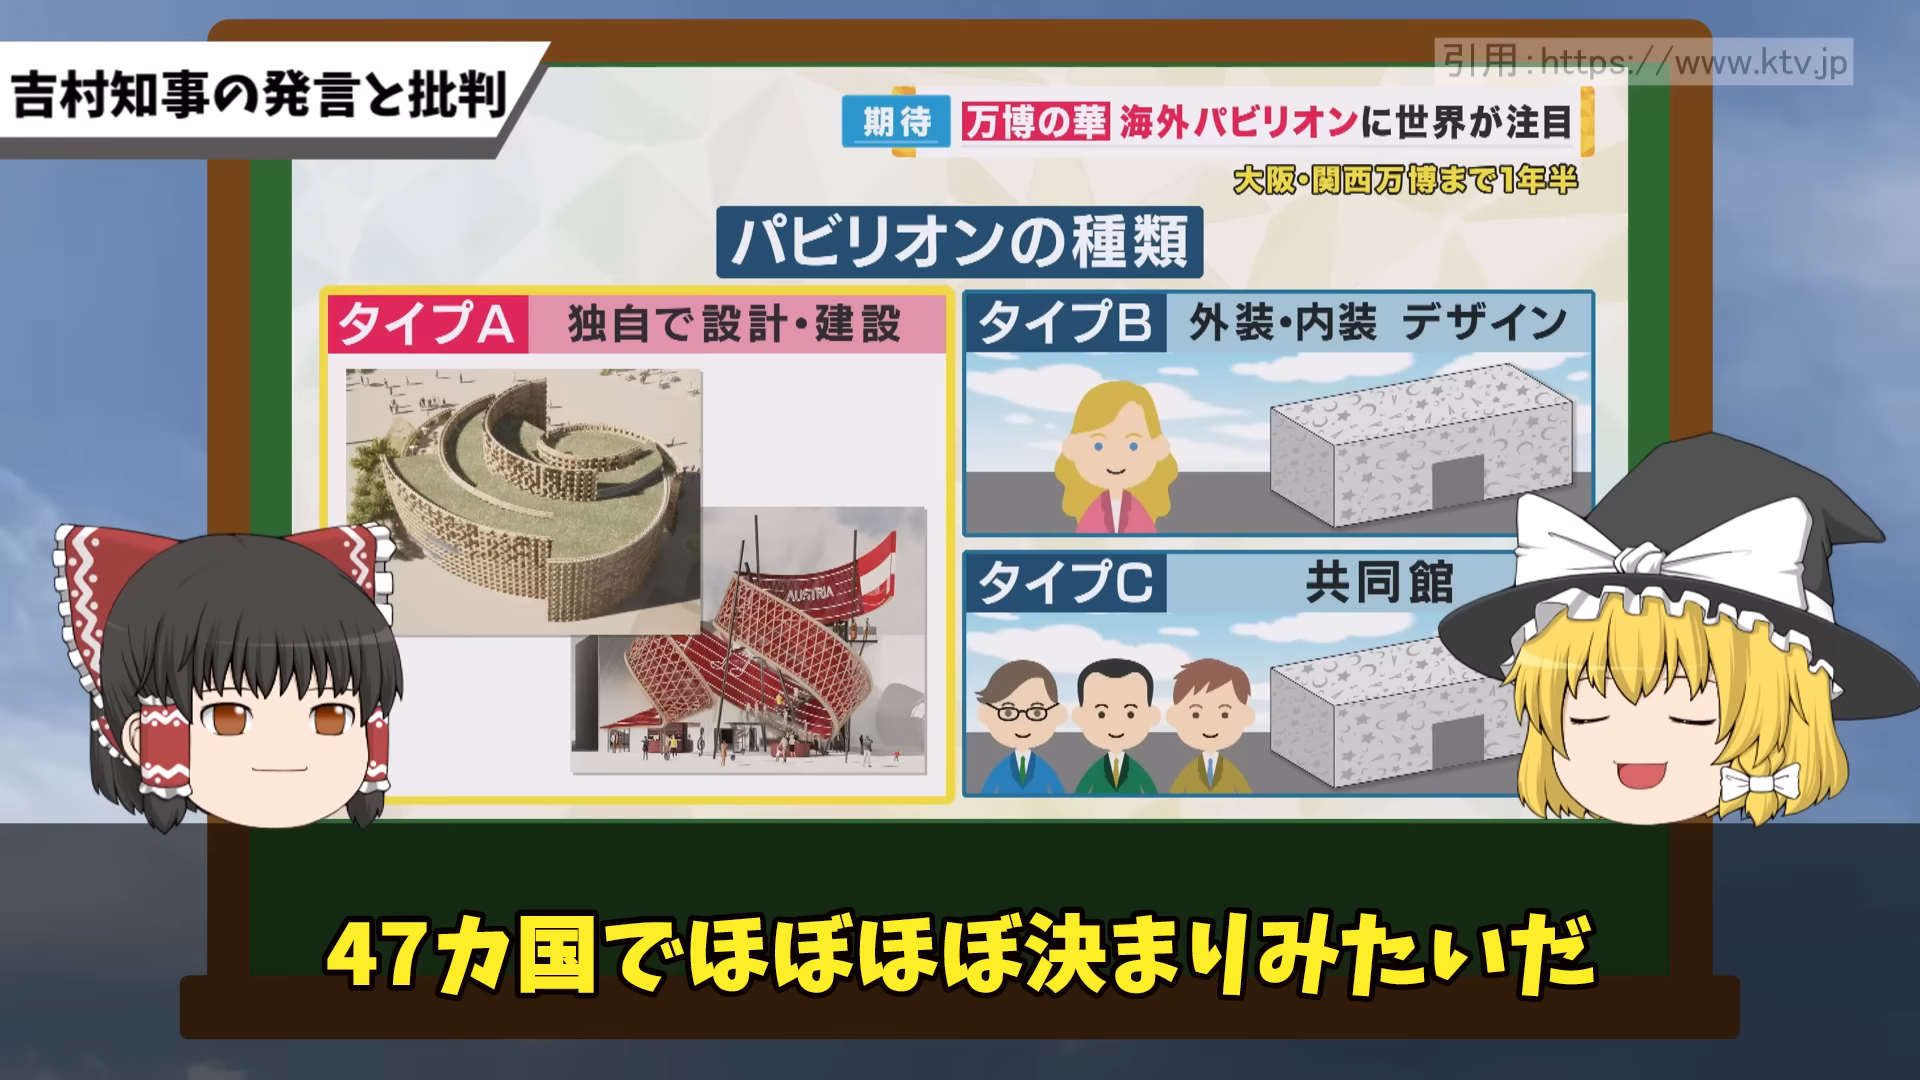 吉村知事の発言と批判
引用:https://www.ktv.jp
期待 万博の華 海外パビリオンに世界が注目
大阪・関西万博まで1年半
パビリオンの種類
タイプA 独自で設計・建設
AUSTRIA
タイプB 外装・内装 デザイン
タイプC 共同館
47カ国でほぼほぼ決まりみたいだ